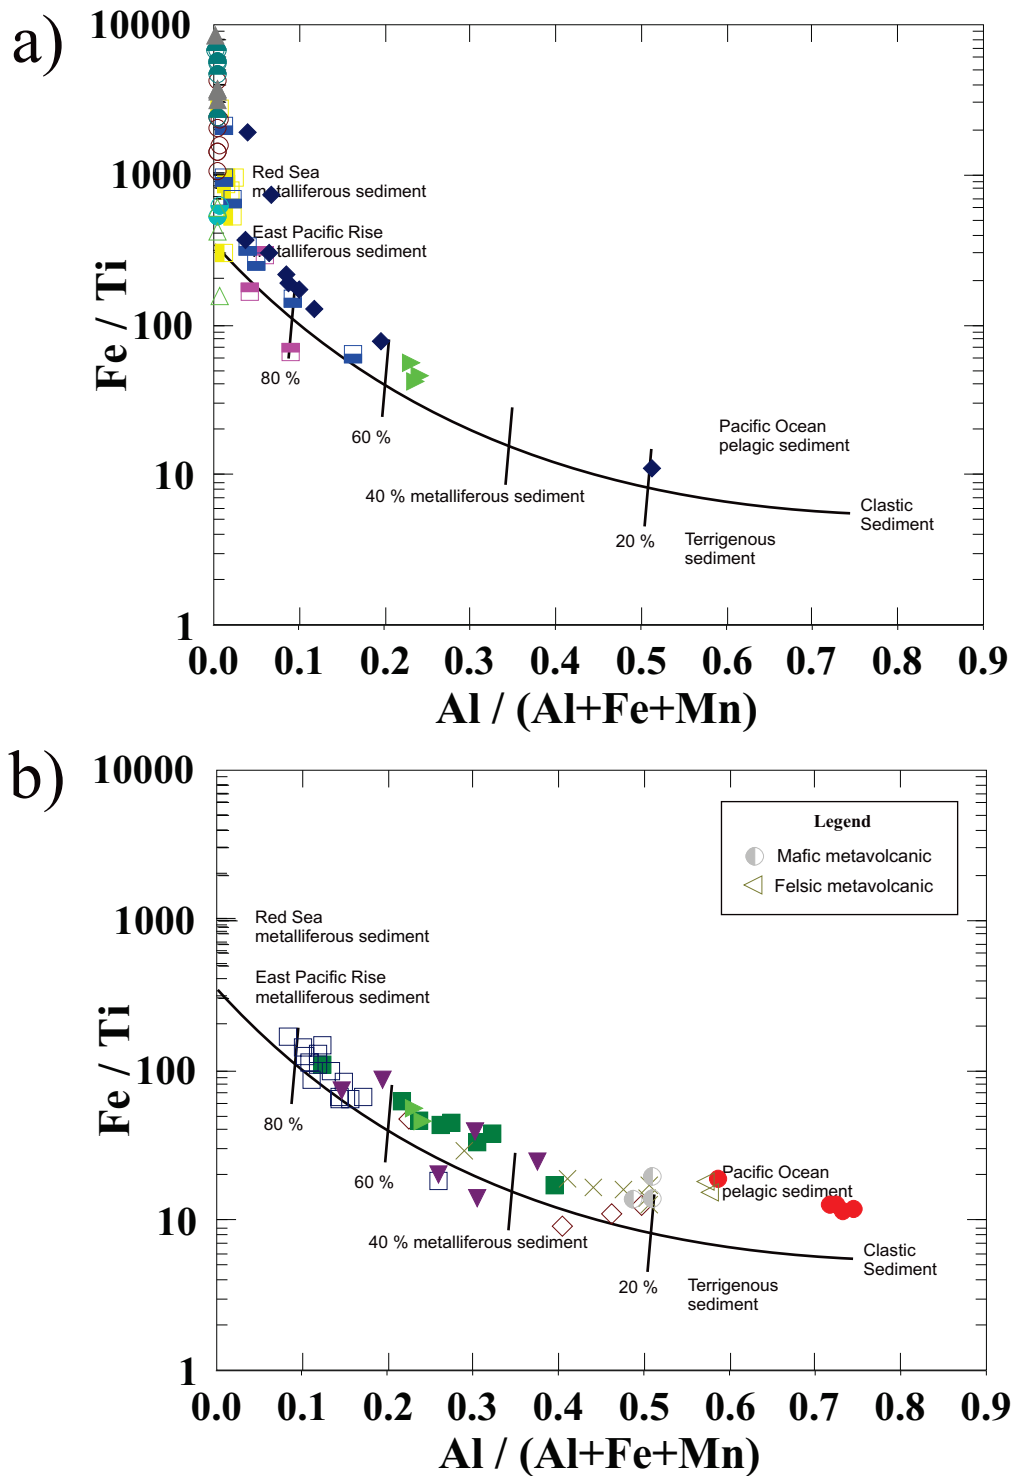 a)
10000
1000
100
10
1
Fe / Ti
Red Sea
metalliferous sediment
East Pacific Rise
metalliferous sediment
80 %
60 %
40 % metalliferous sediment
20 %
Pacific Ocean
pelagic sediment
Clastic
Sediment
Terrigenous
sediment
0.0 0.1 0.2 0.3 0.4 0.5 0.6 0.7 0.8 0.9
Al / (Al+Fe+Mn)
b)
10000
1000
100
10
1
Fe / Ti
Legend
Mafic metavolcanic
Felsic metavolcanic
Red Sea
metalliferous sediment
East Pacific Rise
metalliferous sediment
80 %
60 %
40 % metalliferous sediment
20 %
Pacific Ocean
pelagic sediment
Clastic
Sediment
Terrigenous
sediment
0.0 0.1 0.2 0.3 0.4 0.5 0.6 0.7 0.8 0.9
Al / (Al+Fe+Mn)